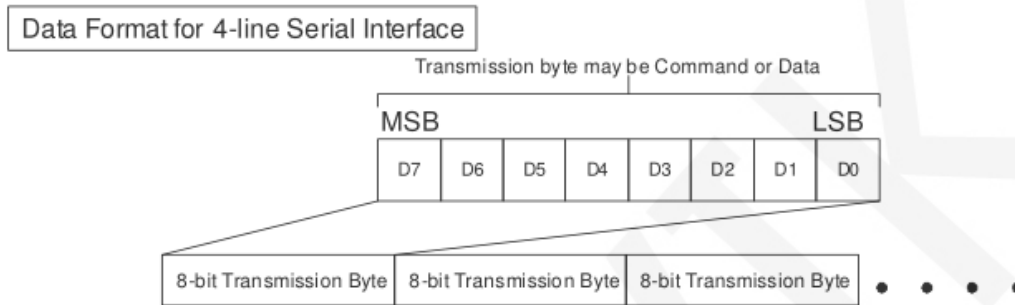 Data Format for 4-line Serial Interface
Transmission byte may be Command or Data
MSB LSB
D7 D6 D5 D4 D3 D2 D1 D0
8-bit Transmission Byte 8-bit Transmission Byte 8-bit Transmission Byte